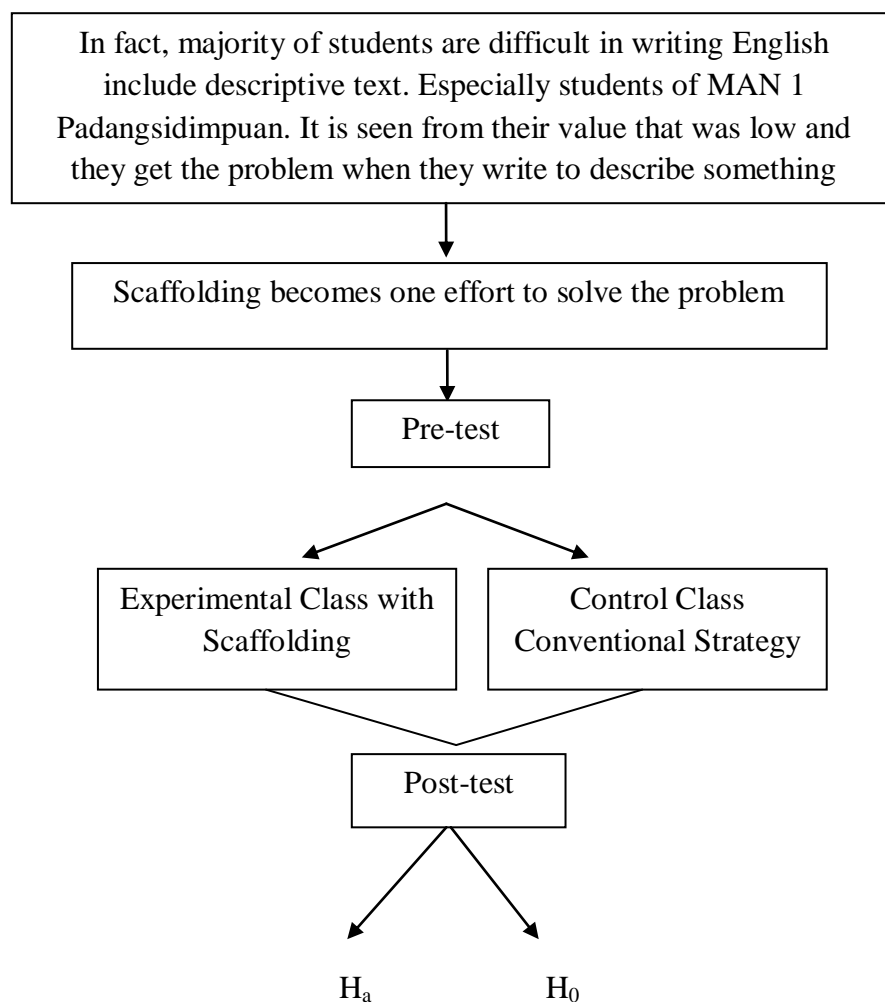 In fact, majority of students are difficult in writing English
include descriptive text. Especially students of MAN 1
Padangsidimpuan. It is seen from their value that was low and
they get the problem when they write to describe something
Scaffolding becomes one effort to solve the problem
Pre-test
Experimental Class with
Scaffolding
Control Class
Conventional Strategy
Post-test
Hₐ
H₀